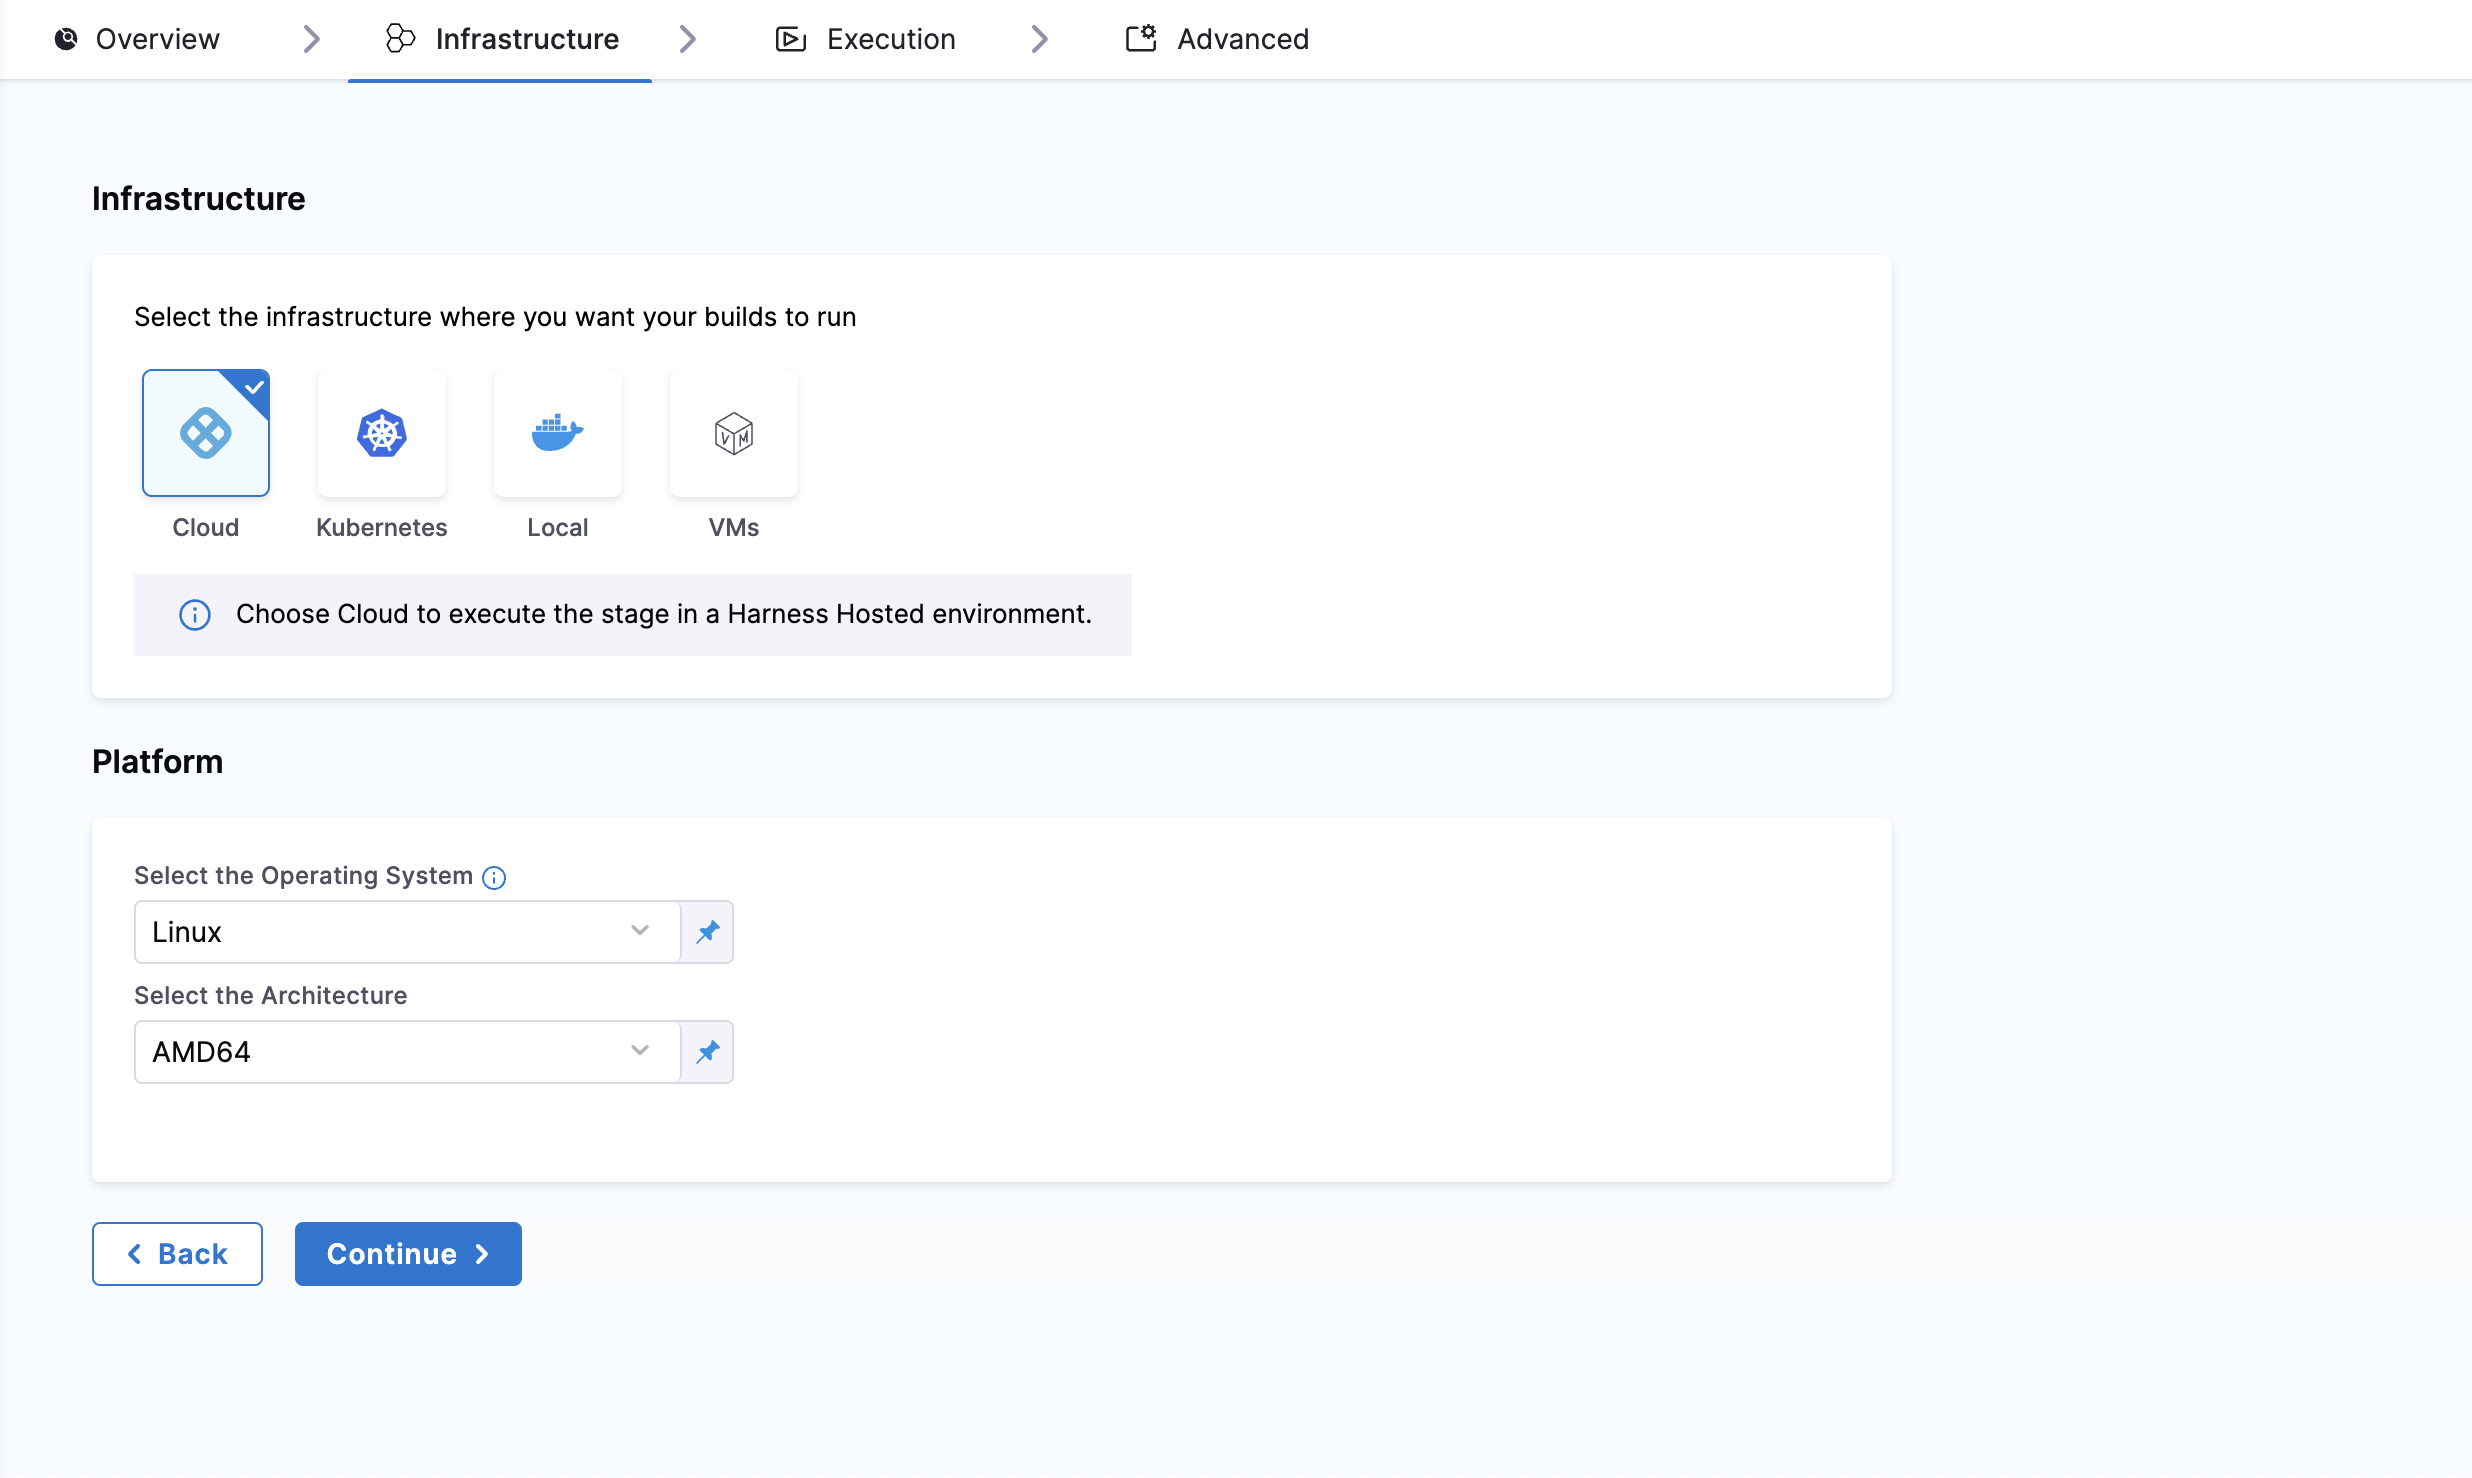 Overview
Infrastructure
Execution
Advanced
Infrastructure
Select the infrastructure where you want your builds to run
VM
Cloud
Kubernetes
Local
VMs
Choose Cloud to execute the stage in a Harness Hosted environment.
Platform
Select the Operating System
Linux
Select the Architecture
AMD64
Back
Continue